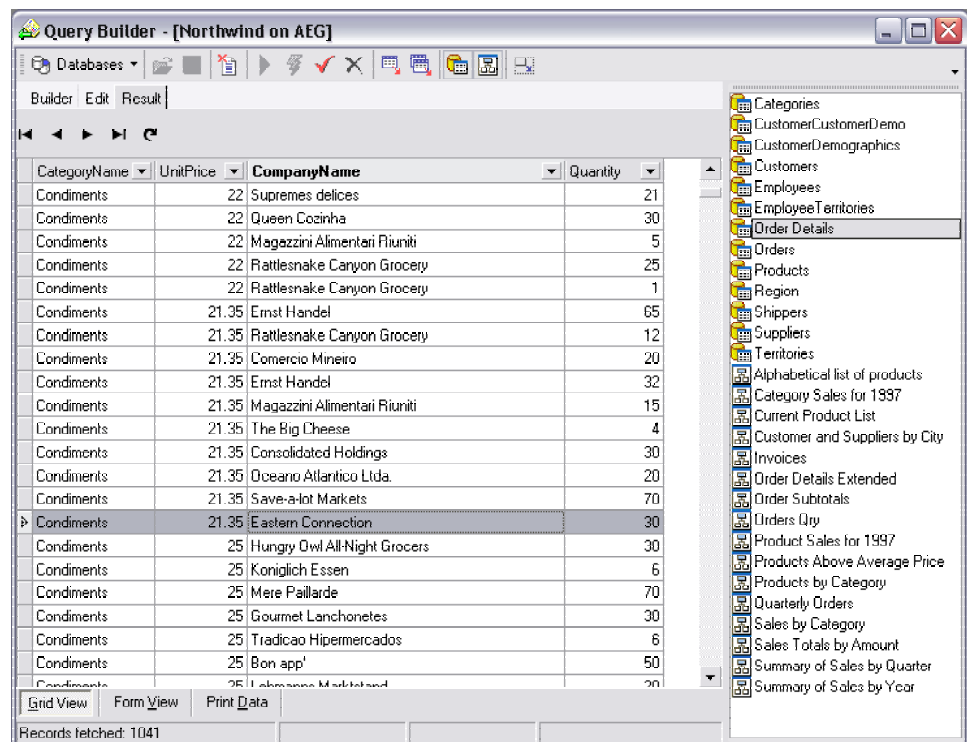 Query Builder - [Northwind on AEG]
Databases
Builder Edit Result
CategoryName UnitPrice CompanyName Quantity
Condiments 22 Supremes delices 21
Condiments 22 Queen Cozinha 30
Condiments 22 Magazzini Alimentari Riuniti 5
Condiments 22 Rattlesnake Canyon Grocery 25
Condiments 22 Rattlesnake Canyon Grocery 1
Condiments 21.35 Ernst Handel 65
Condiments 21.35 Rattlesnake Canyon Grocery 12
Condiments 21.35 Comercio Mineiro 20
Condiments 21.35 Ernst Handel 32
Condiments 21.35 Magazzini Alimentari Riuniti 15
Condiments 21.35 The Big Cheese 4
Condiments 21.35 Consolidated Holdings 30
Condiments 21.35 Oceano Atlantico Ltda. 20
Condiments 21.35 Save-a-lot Markets 70
Condiments 21.35 Eastern Connection 30
Condiments 25 Hungry Owl All-Night Grocers 30
Condiments 25 Koniglich Essen 6
Condiments 25 Mere Paillarde 70
Condiments 25 Gourmet Lanchonetes 30
Condiments 25 Tradicao Hipermercados 6
Condiments 25 Bon app' 50
Condiments 25 Lehmanns Marktstand 20
Grid View Form View Print Data
Records fetched: 1041
Categories
CustomerCustomerDemo
CustomerDemographics
Customers
Employees
EmployeeTerritories
Order Details
Orders
Products
Region
Shippers
Suppliers
Territories
Alphabetical list of products
Category Sales for 1997
Current Product List
Customer and Suppliers by City
Invoices
Order Details Extended
Order Subtotals
Orders Qry
Product Sales for 1997
Products Above Average Price
Products by Category
Quarterly Orders
Sales by Category
Sales Totals by Amount
Summary of Sales by Quarter
Summary of Sales by Year